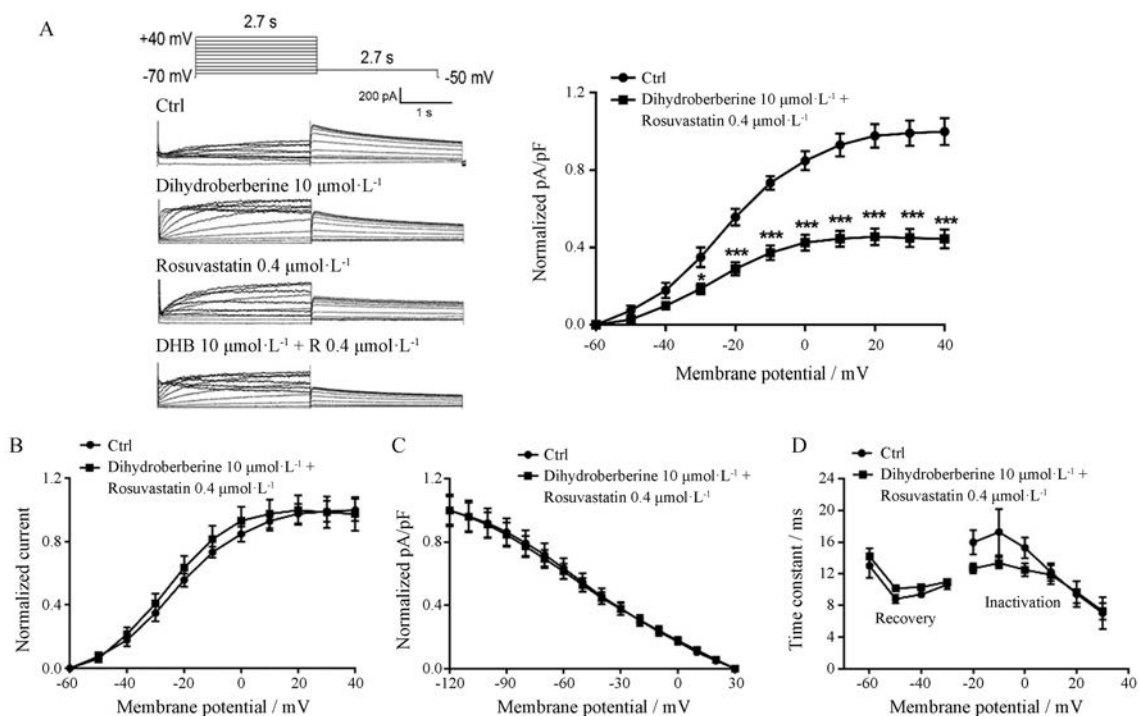 A
2.7 s
+40 mV
2.7 s
-70 mV
-50 mV
200 pA
1 s
Ctrl
Dihydroberberine 10 μmol·L⁻¹
Rosuvastatin 0.4 μmol·L⁻¹
DHB 10 μmol·L⁻¹ + R 0.4 μmol·L⁻¹
Ctrl
Dihydroberberine 10 μmol·L⁻¹ +
Rosuvastatin 0.4 μmol·L⁻¹
Normalized pA/pF
1.2
0.8
0.4
0.0
* *** *** *** *** *** *** ***
-60 -40 -20 0 20 40
Membrane potential / mV
B
Ctrl
Dihydroberberine 10 μmol·L⁻¹ +
Rosuvastatin 0.4 μmol·L⁻¹
Normalized current
1.2
0.8
0.4
0.0
-60 -40 -20 0 20 40
Membrane potential / mV
C
Ctrl
Dihydroberberine 10 μmol·L⁻¹ +
Rosuvastatin 0.4 μmol·L⁻¹
Normalized pA/pF
1.2
0.8
0.4
0.0
-120 -90 -60 -30 0 30
Membrane potential / mV
D
Ctrl
Dihydroberberine 10 μmol·L⁻¹ +
Rosuvastatin 0.4 μmol·L⁻¹
Time constant / ms
24
20
16
12
8
4
0
Recovery
Inactivation
-60 -40 -20 0 20 40
Membrane potential / mV